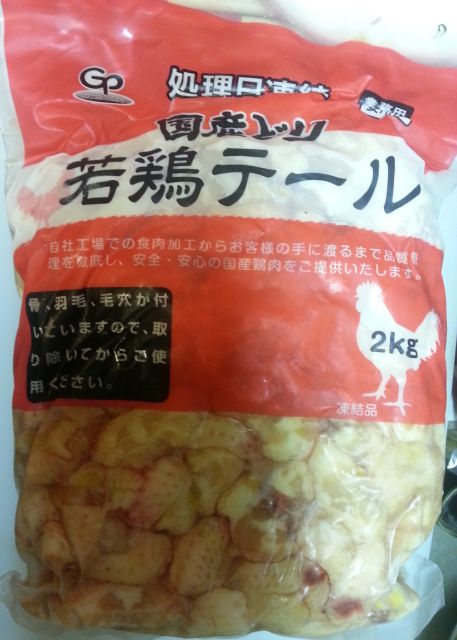 GP
処理日凍結
業務用
国産どり
若鶏テール
自社工場での食肉加工からお客様の手に渡るまで品質管
理を徹底し、安全・安心の国産鶏肉をご提供いたします。
骨、羽毛、毛穴が付
いていますので、取
り除いてからご使
用ください。
2kg
凍結品